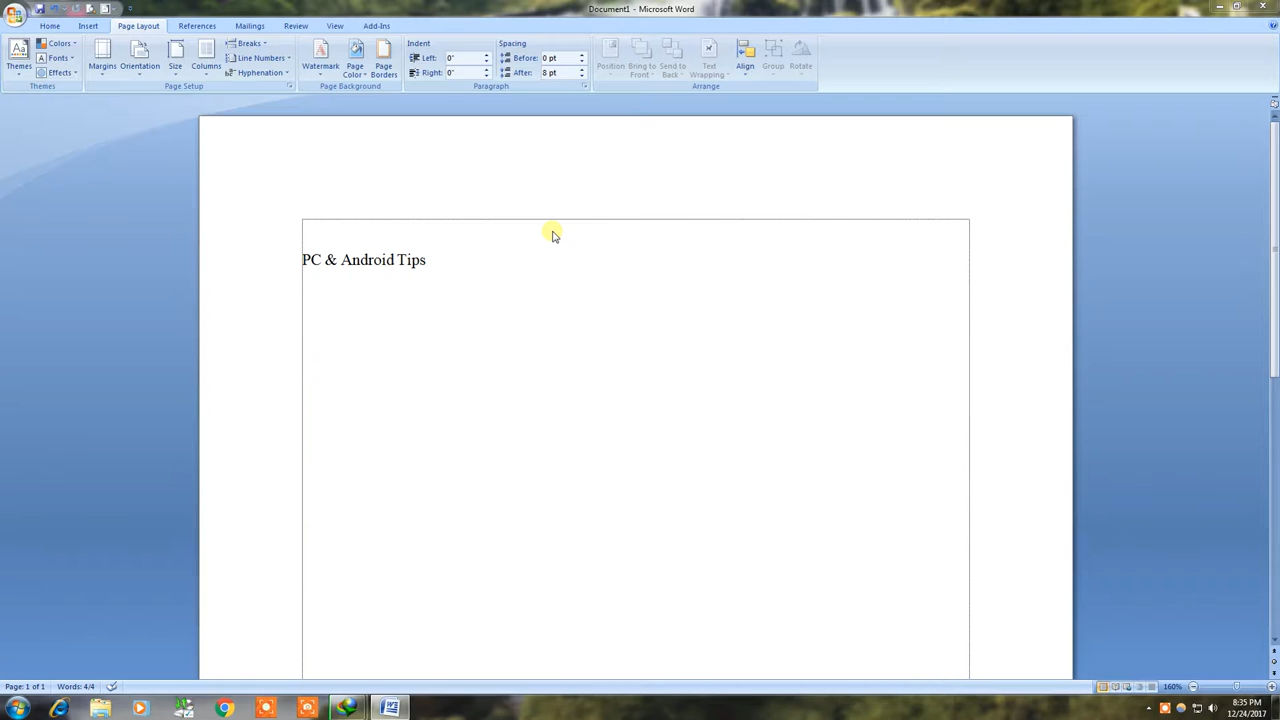 Document1 - Microsoft Word
Home Insert Page Layout References Mailings Review View Add-Ins
Themes Colors Fonts Effects
Themes
Margins Orientation Size Columns Breaks Line Numbers Hyphenation
Page Setup
Watermark Page Color Page Borders
Page Background
Indent Spacing
Left: 0" Before: 0 pt
Right: 0" After: 8 pt
Paragraph
Position Bring to Front Send to Back Text Wrapping Align Group Rotate
Arrange
PC & Android Tips
Page: 1 of 1 Words: 4/4 160%
8:35 PM
12/24/2017